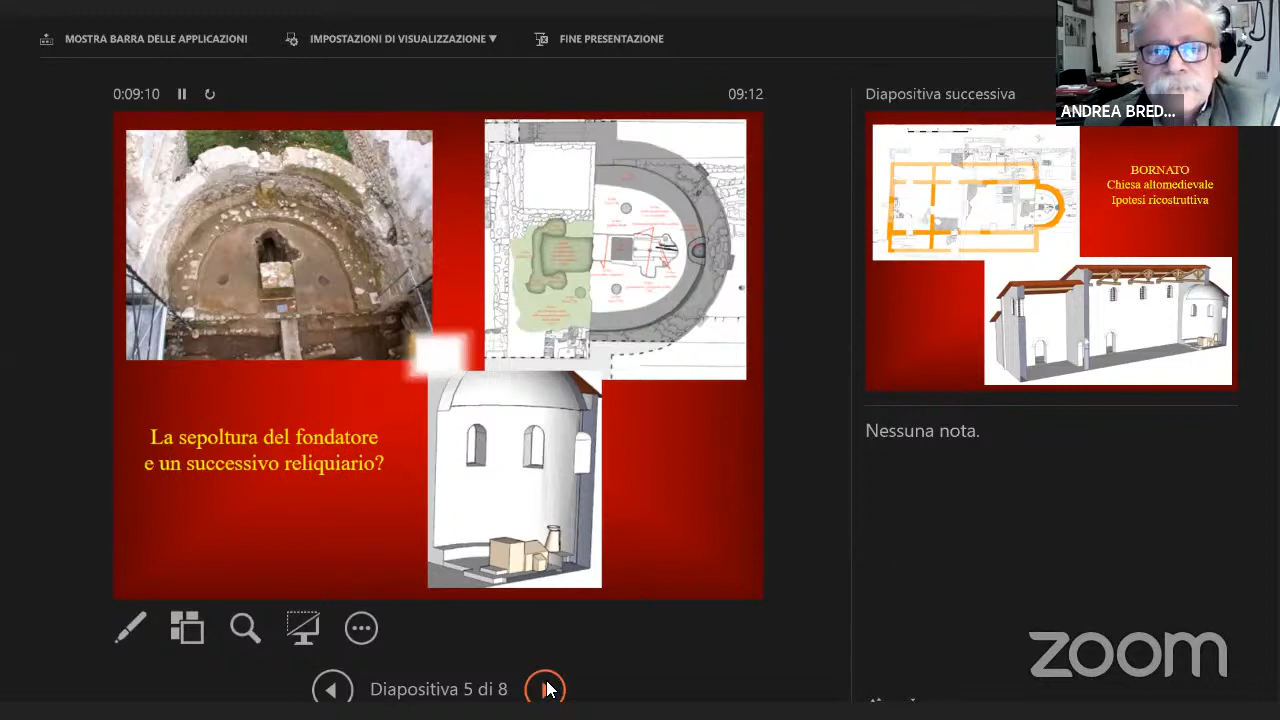 MOSTRA BARRA DELLE APPLICAZIONI
IMPOSTAZIONI DI VISUALIZZAZIONE ▼
FINE PRESENTAZIONE
ANDREA BRED...
0:09:10
09:12
Diapositiva successiva
La sepoltura del fondatore
e un successivo reliquiario?
BORNATO
Chiesa altomedievale
Ipotesi ricostruttiva
Nessuna nota.
Diapositiva 5 di 8
zoom